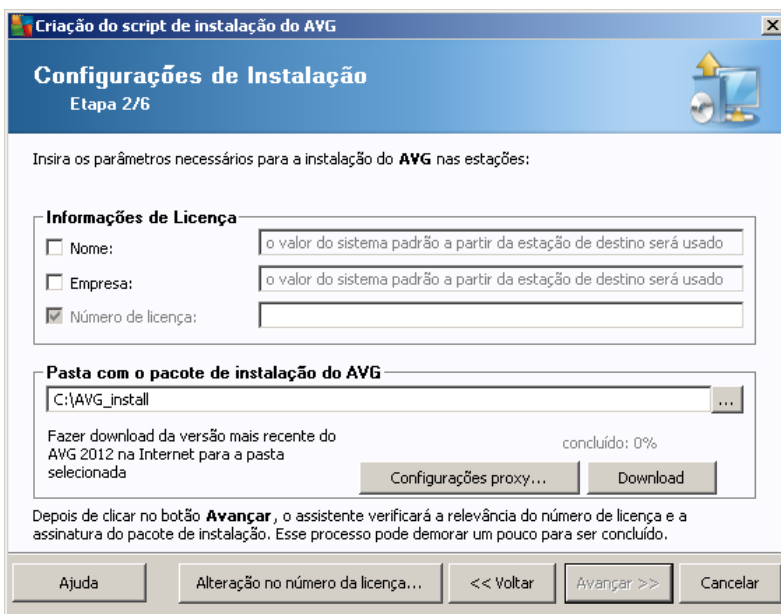 Criação do script de instalação do AVG
Configurações de Instalação
Etapa 2/6
Insira os parâmetros necessários para a instalação do AVG nas estações:
Informações de Licença
Nome:
o valor do sistema padrão a partir da estação de destino será usado
Empresa:
o valor do sistema padrão a partir da estação de destino será usado
Número de licença:
Pasta com o pacote de instalação do AVG
C:\AVG_install
...
Fazer download da versão mais recente do
AVG 2012 na Internet para a pasta
selecionada
concluído: 0%
Configurações proxy...
Download
Depois de clicar no botão Avançar, o assistente verificará a relevância do número de licença e a
assinatura do pacote de instalação. Esse processo pode demorar um pouco para ser concluído.
Ajuda
Alteração no número da licença...
<< Voltar
Avançar >>
Cancelar